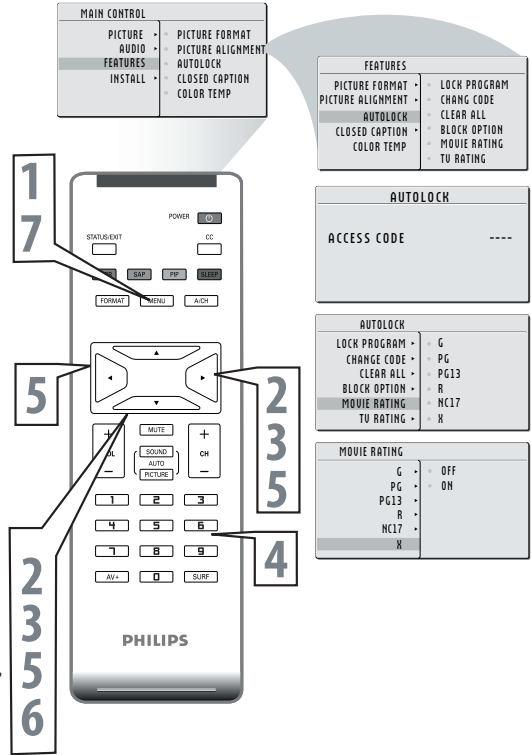 MAIN CONTROL
PICTURE
AUDIO
FEATURES
INSTALL
PICTURE FORMAT
PICTURE ALIGNMENT
AUTOLOCK
CLOSED CAPTION
COLOR TEMP
FEATURES
PICTURE FORMAT
PICTURE ALIGNMENT
AUTOLOCK
CLOSED CAPTION
COLOR TEMP
LOCK PROGRAM
CHANG CODE
CLEAR ALL
BLOCK OPTION
MOVIE RATING
TV RATING
AUTOLOCK
ACCESS CODE ----
AUTOLOCK
LOCK PROGRAM
CHANGE CODE
CLEAR ALL
BLOCK OPTION
MOVIE RATING
TV RATING
G
PG
PG13
R
NC17
X
MOVIE RATING
G
PG
PG13
R
NC17
X
OFF
ON
1
7
POWER
STATUS/EXIT
CC
SAP
PIP
SLEEP
FORMAT
MENU
A/CH
5
2
3
5
MUTE
+
+
SOUND
CH
AUTO
–
–
PICTURE
1
2
3
4
5
6
7
8
9
AV+
0
SURF
4
2
3
5
6
PHILIPS